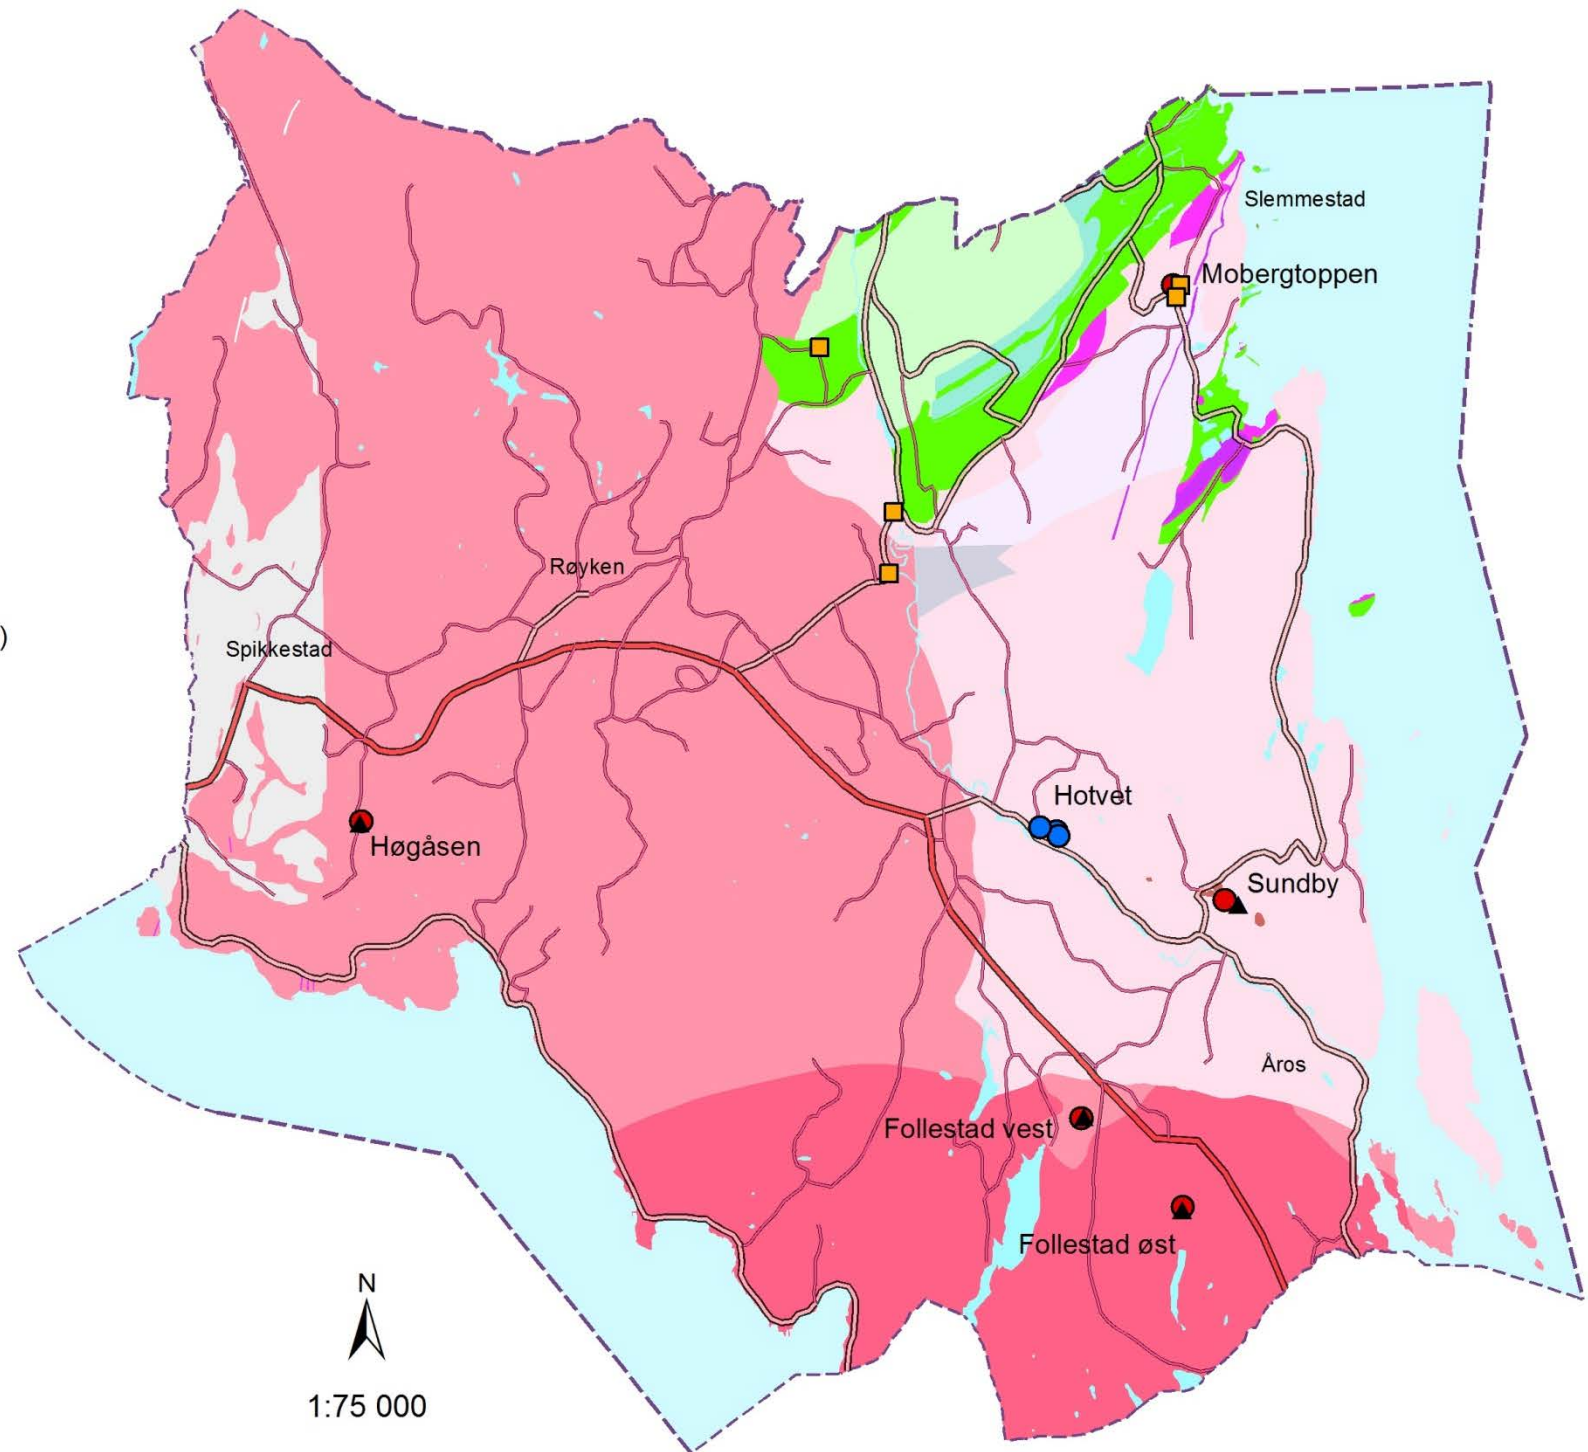 Slemmestad
Mobergtoppen
Røyken
)
Spikkestad
Hotvet
Høgåsen
Sundby
Åros
Follestad vest
Follestad øst
N
1:75 000